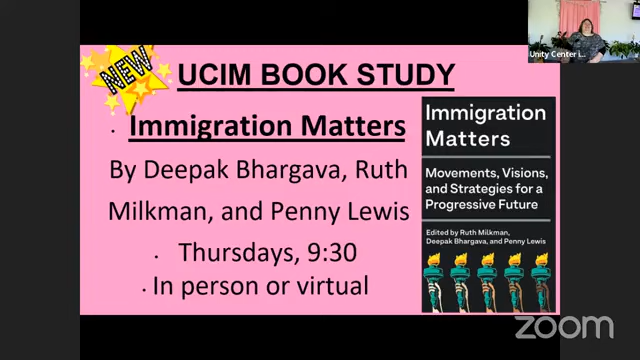 NEW
UCIM BOOK STUDY
· Immigration Matters
By Deepak Bhargava, Ruth
Milkman, and Penny Lewis
· Thursdays, 9:30
· In person or virtual
Immigration
Matters
Movements, Visions,
and Strategies for a
Progressive Future
Edited by Ruth Milkman,
Deepak Bhargava, and Penny Lewis
Unity Center i...
zoom